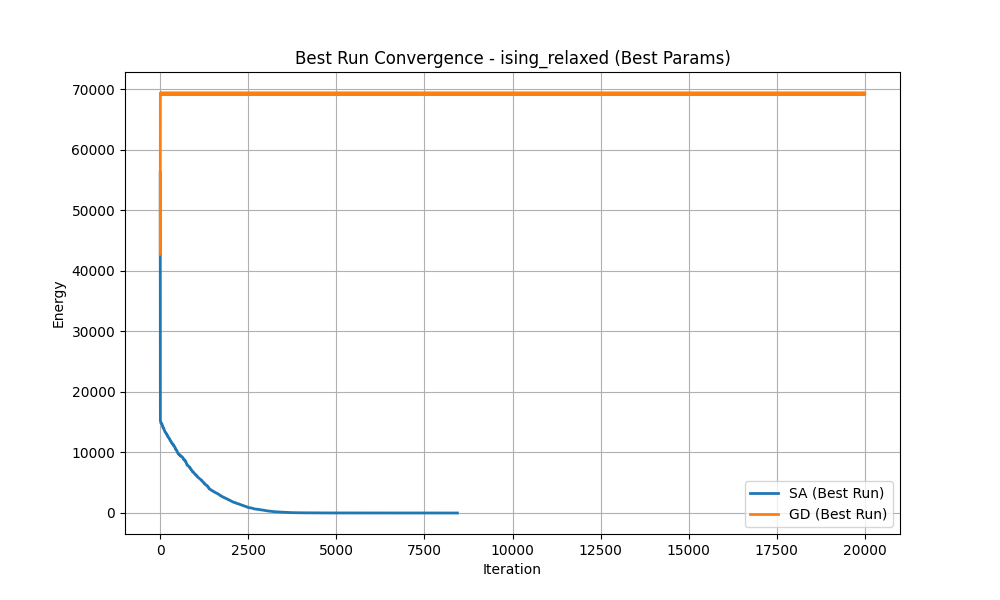 Best Run Convergence - ising_relaxed (Best Params)
70000
60000
50000
40000
30000
20000
10000
0
Energy
0 2500 5000 7500 10000 12500 15000 17500 20000
Iteration
SA (Best Run)
GD (Best Run)